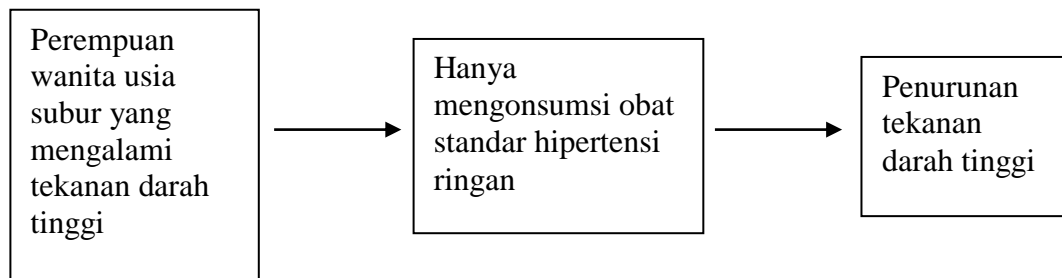 Perempuan
wanita usia
subur yang
mengalami
tekanan darah
tinggi
Hanya
mengonsumsi obat
standar hipertensi
ringan
Penurunan
tekanan
darah tinggi